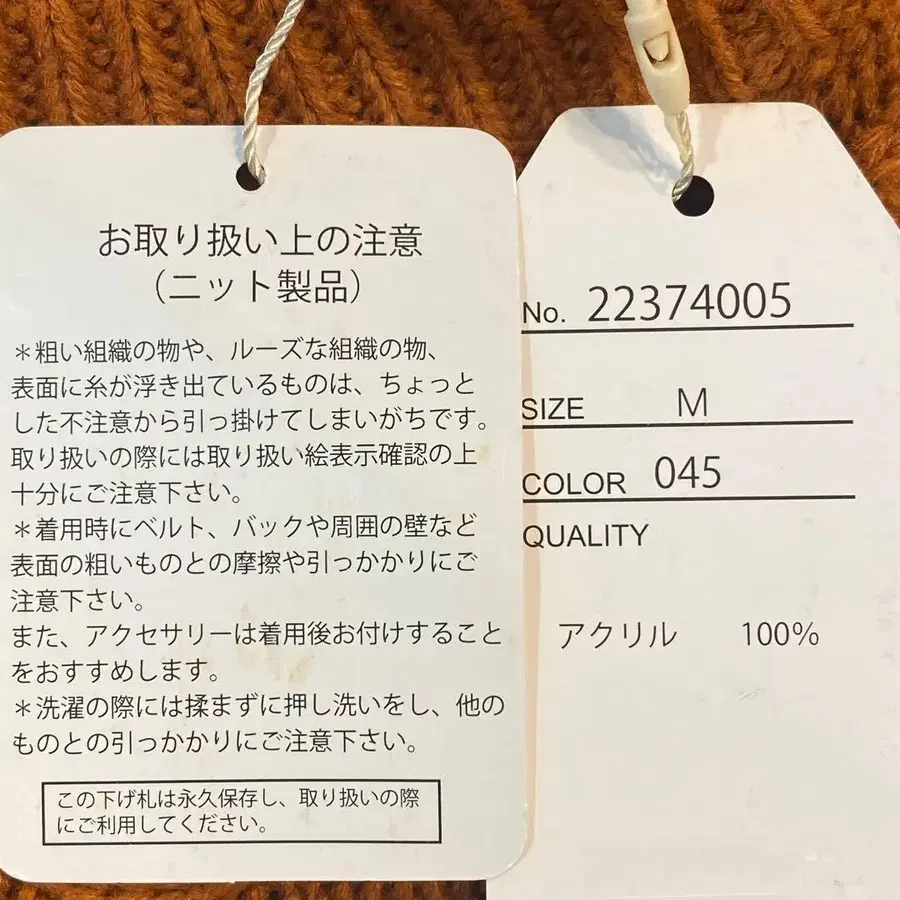 お取り扱い上の注意
（ニット製品）
＊粗い組織の物や、ルーズな組織の物、
表面に糸が浮き出ているものは、ちょっと
した不注意から引っ掛けてしまいがちです。
取り扱いの際には取り扱い絵表示確認の上
十分にご注意下さい。
＊着用時にベルト、バックや周囲の壁など
表面の粗いものとの摩擦や引っかかりにご
注意下さい。
また、アクセサリーは着用後お付けすること
をおすすめします。
＊洗濯の際には揉まずに押し洗いをし、他の
ものとの引っかかりにご注意下さい。
この下げ札は永久保存し、取り扱いの際
にご利用してください。
No. 22374005
SIZE M
COLOR 045
QUALITY
アクリル 100%